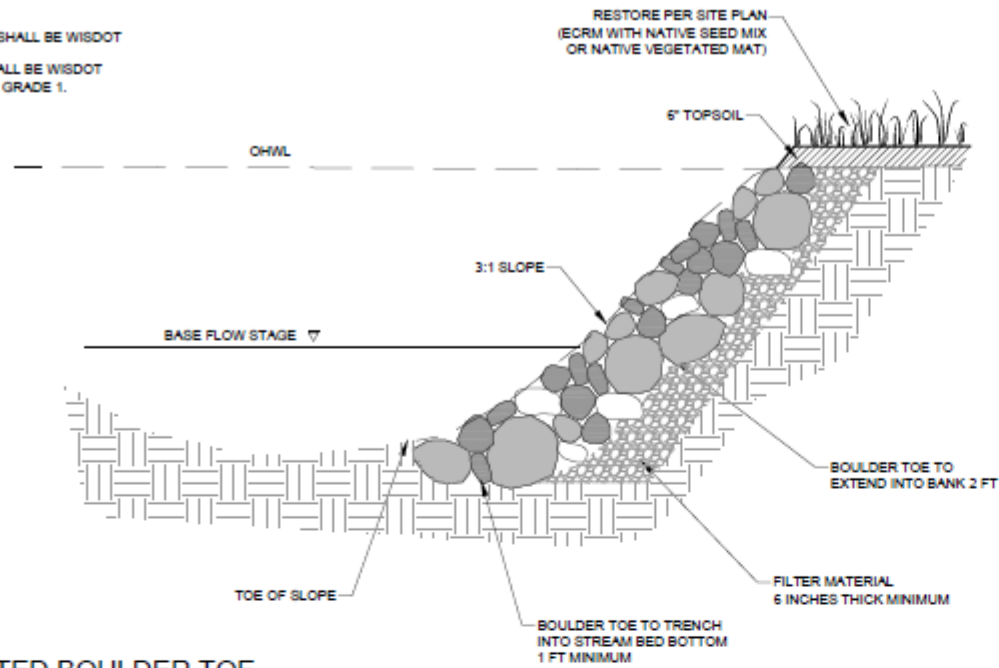 SHALL BE WISDOT
ALL BE WISDOT
GRADE 1.
RESTORE PER SITE PLAN
(ECRM WITH NATIVE SEED MIX
OR NATIVE VEGETATED MAT)
6" TOPSOIL
OHWL
3:1 SLOPE
BASE FLOW STAGE
BOULDER TOE TO
EXTEND INTO BANK 2 FT
FILTER MATERIAL
6 INCHES THICK MINIMUM
TOE OF SLOPE
BOULDER TOE TO TRENCH
INTO STREAM BED BOTTOM
1 FT MINIMUM
TED BOULDER TOE